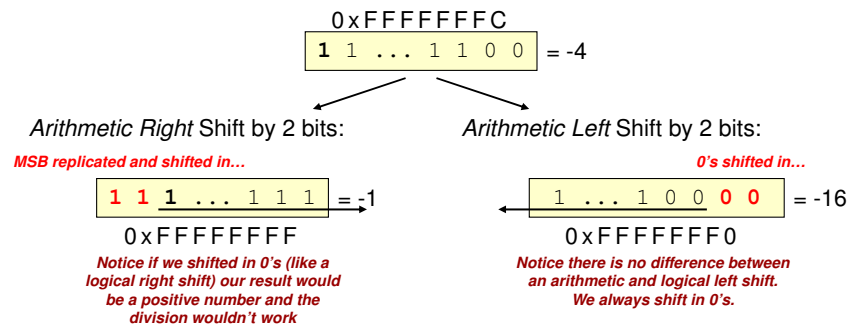 0xFFFFFFFC
1 1 ... 1 1 0 0 = -4
Arithmetic Right Shift by 2 bits:
MSB replicated and shifted in…
1 1 1 ... 1 1 1 = -1
0xFFFFFFFF
Notice if we shifted in 0's (like a
logical right shift) our result would
be a positive number and the
division wouldn't work
Arithmetic Left Shift by 2 bits:
0's shifted in…
1 ... 1 0 0 0 0 = -16
0xFFFFFFF0
Notice there is no difference between
an arithmetic and logical left shift.
We always shift in 0's.